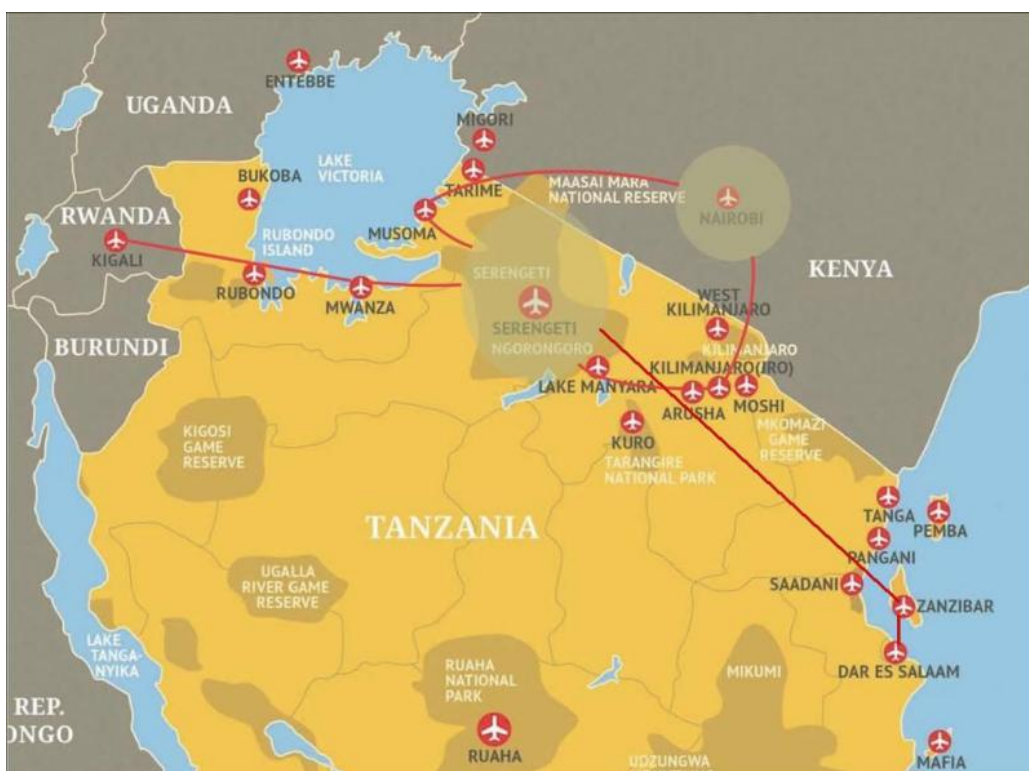 ENTEBBE
UGANDA
MIGORI
LAKE
VICTORIA
BUKOBA
TARIME
MAASAI MARA
NATIONAL RESERVE
RWANDA
NAIROBI
MUSOMA
KIGALI
RUBONDO
ISLAND
KENYA
SERENGETI
RUBONDO
MWANZA
WEST
KILIMANJARO
SERENGETI
BURUNDI
NGORONGORO
KILIMANJARO
KILIMANJARO(JRO)
LAKE MANYARA
ARUSHA
MOSHI
KIGOSI
GAME
RESERVE
KURO
MKOMAZI
GAME
RESERVE
TARANGIRE
NATIONAL PARK
TANZANIA
TANGA
PEMBA
PANGANI
UGALLA
RIVER GAME
RESERVE
SAADANI
ZANZIBAR
LAKE
TANGA-
NYIKA
DAR ES SALAAM
RUAHA
NATIONAL
PARK
MIKUMI
REP.
ONGO
RUAHA
UDZUNGWA
MAFIA